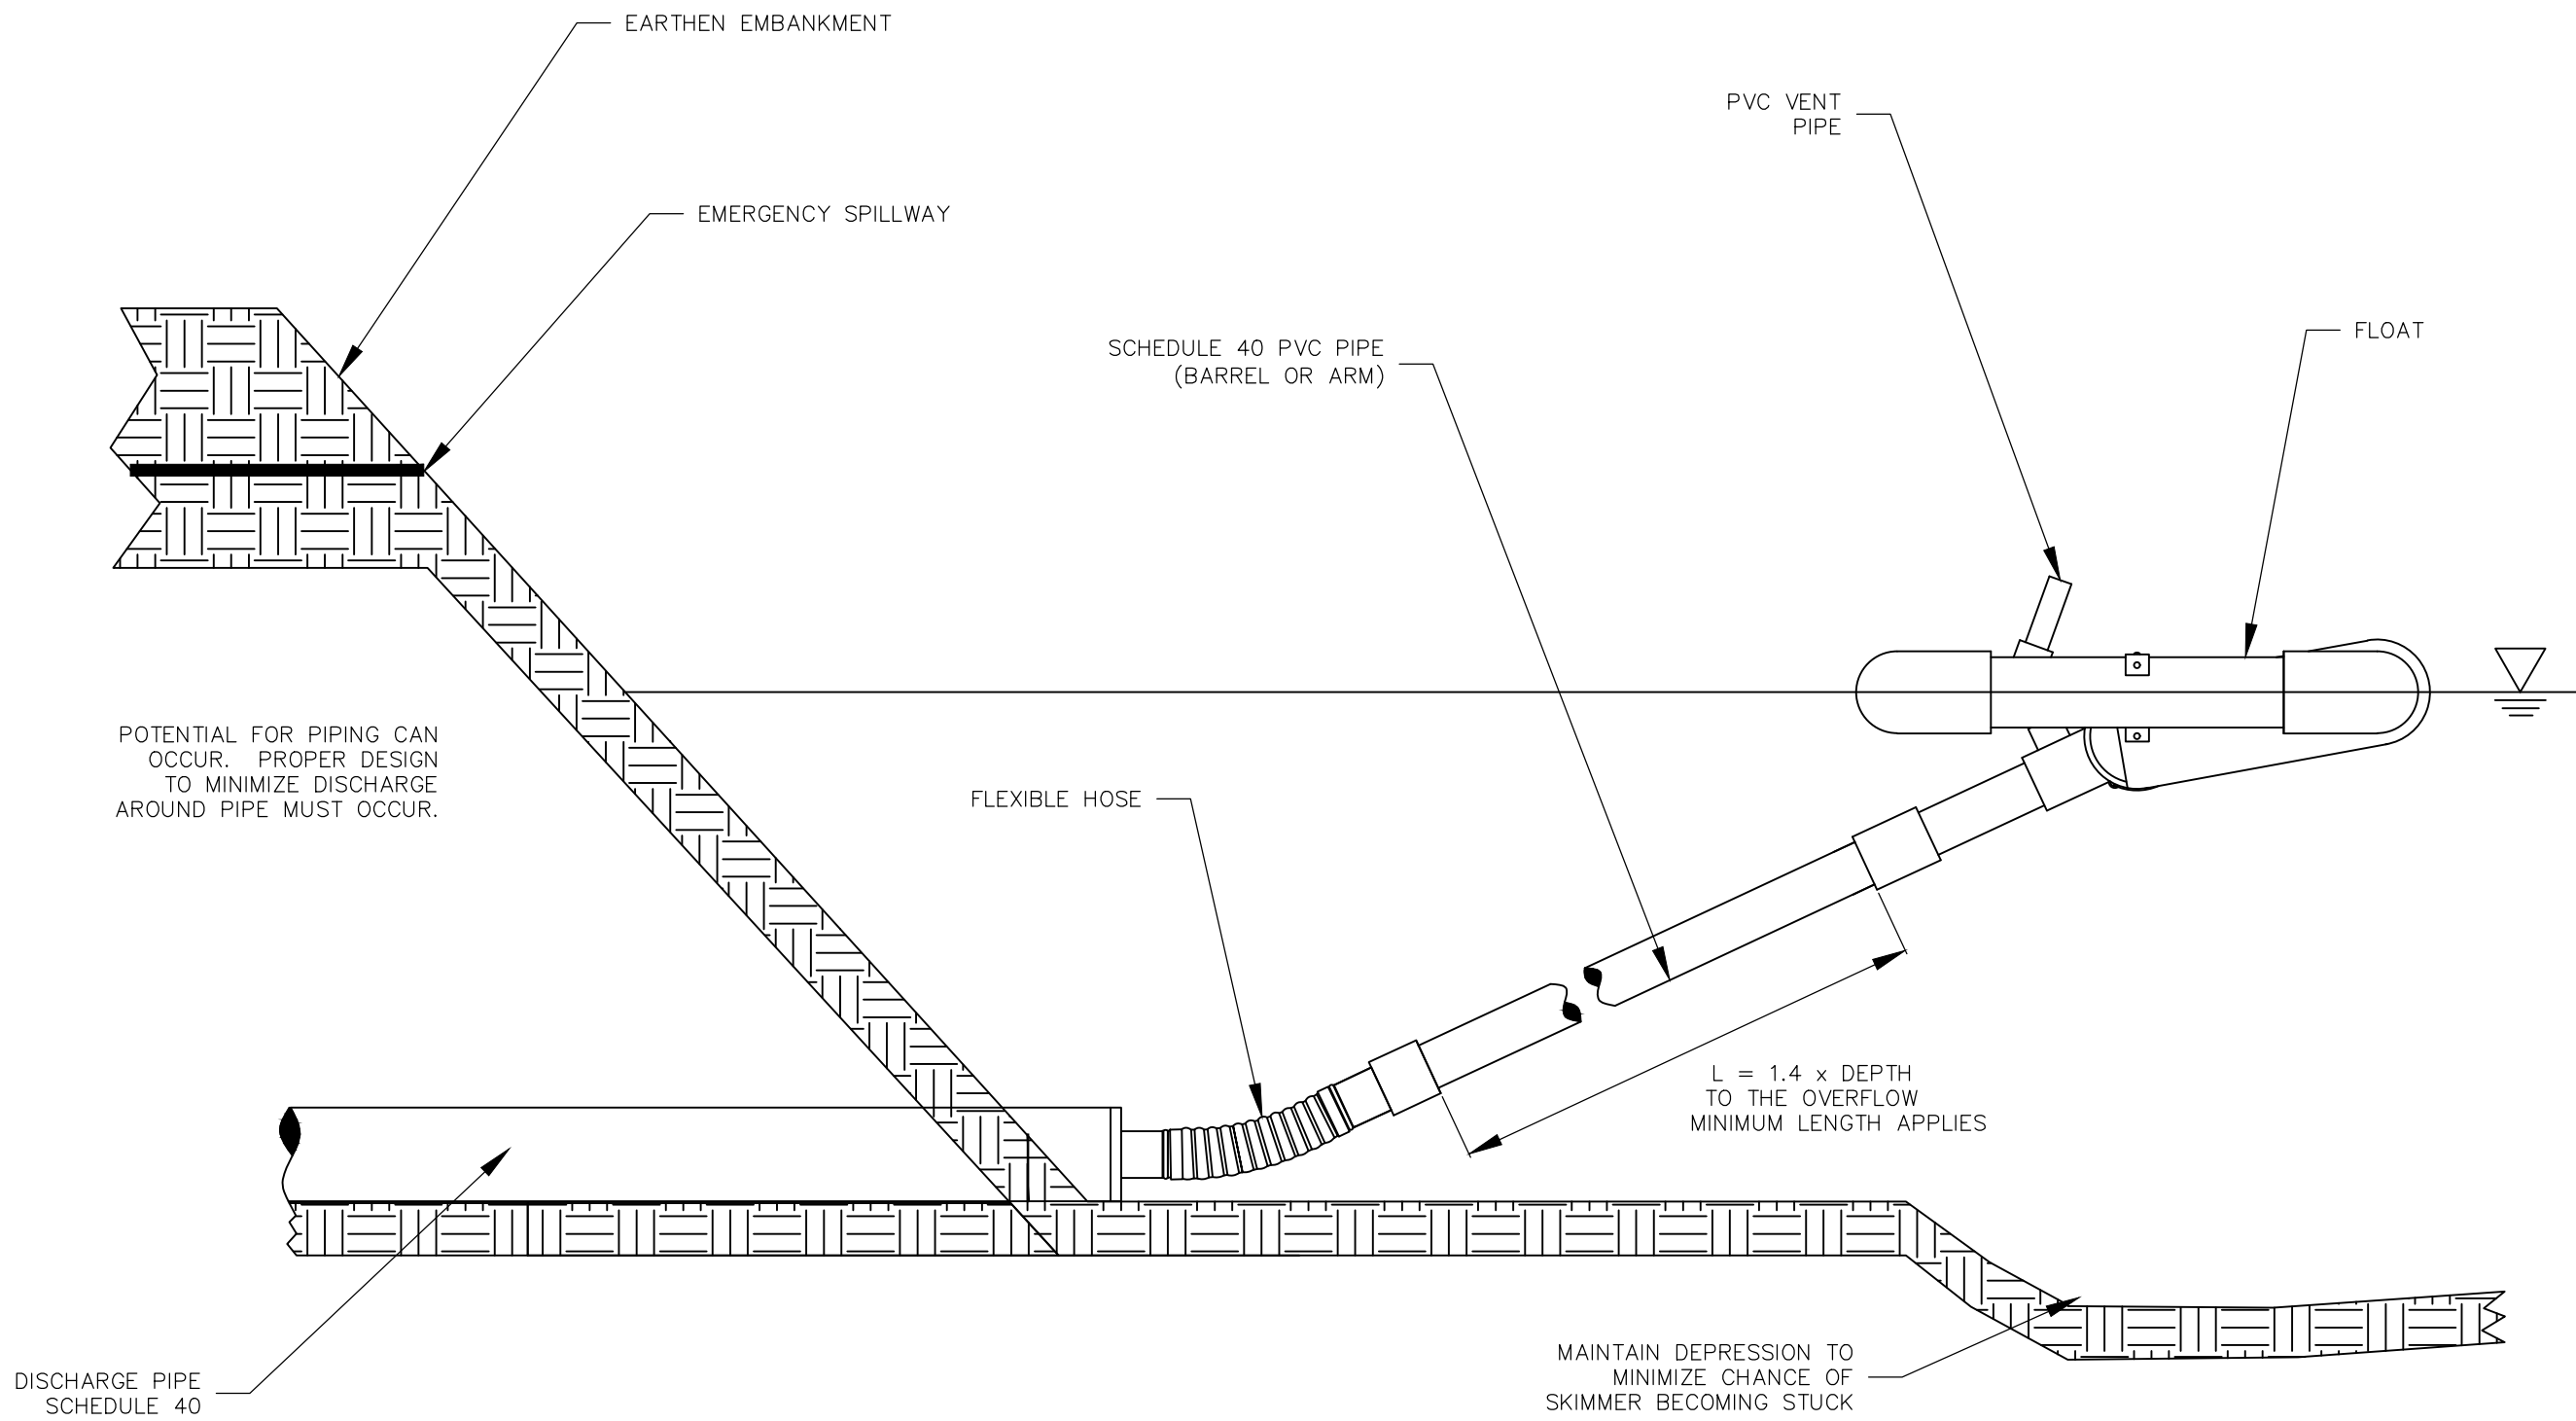 EARTHEN EMBANKMENT
PVC VENT
PIPE
EMERGENCY SPILLWAY
SCHEDULE 40 PVC PIPE
(BARREL OR ARM)
FLOAT
POTENTIAL FOR PIPING CAN
OCCUR. PROPER DESIGN
TO MINIMIZE DISCHARGE
AROUND PIPE MUST OCCUR.
FLEXIBLE HOSE
L = 1.4 x DEPTH
TO THE OVERFLOW
MINIMUM LENGTH APPLIES
DISCHARGE PIPE
SCHEDULE 40
MAINTAIN DEPRESSION TO
MINIMIZE CHANCE OF
SKIMMER BECOMING STUCK